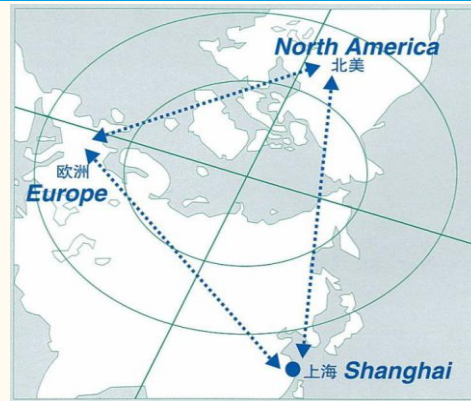 North America
北美
欧洲
Europe
上海 Shanghai